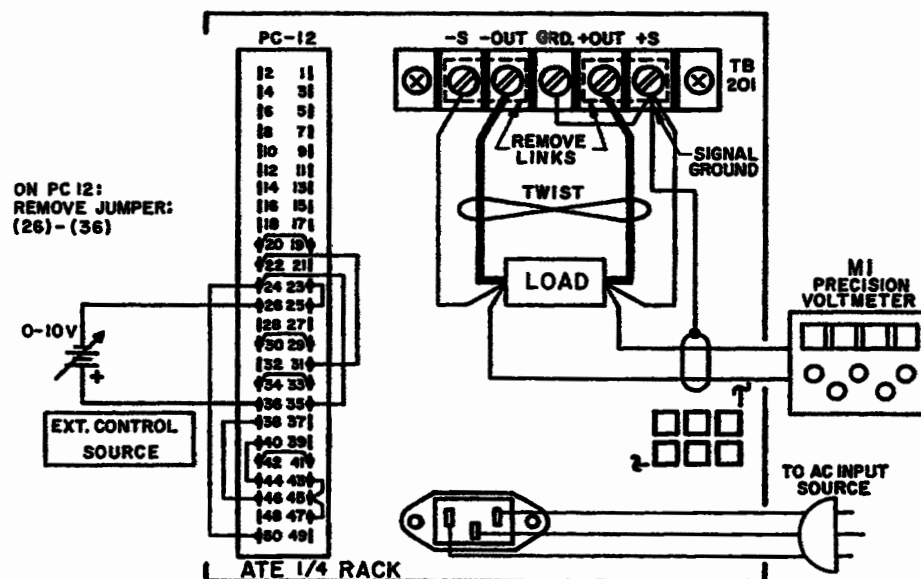 PC-12
2 1
4 3
6 5
8 7
10 9
12 11
14 13
16 15
18 17
20 19
22 21
24 23
26 25
28 27
30 29
32 31
34 33
36 35
38 37
40 39
42 41
44 43
46 45
48 47
50 49
ON PC 12:
REMOVE JUMPER:
(26)-(36)
0-10V
+
EXT. CONTROL
SOURCE
-S -OUT GRD. +OUT +S
TB
201
REMOVE
LINKS
SIGNAL
GROUND
TWIST
LOAD
M1
PRECISION
VOLTMETER
TO AC INPUT
SOURCE
ATE 1/4 RACK